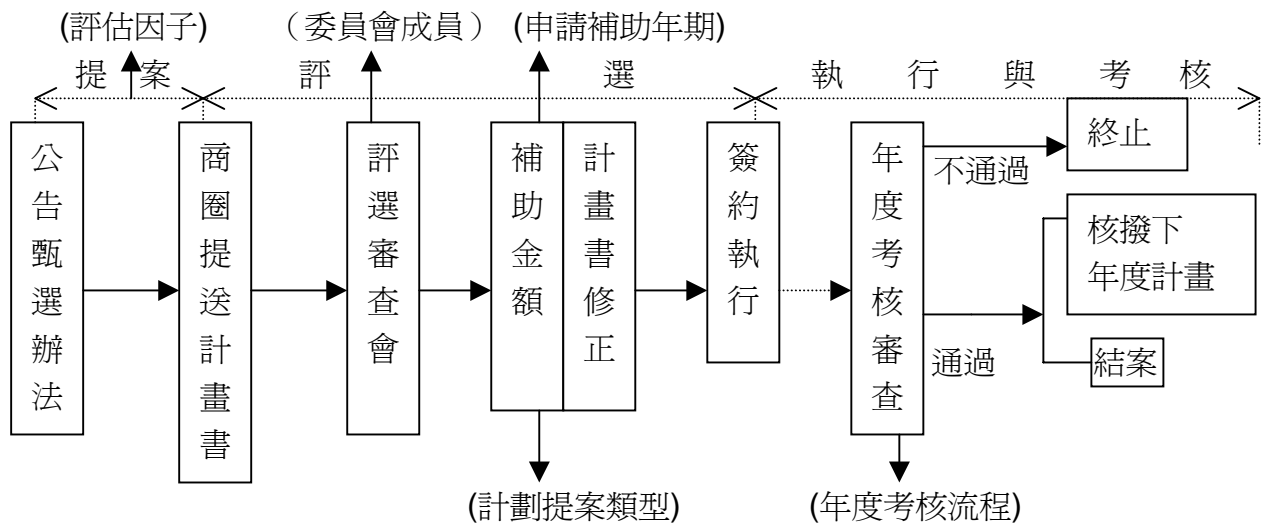 (評估因子) （委員會成員） (申請補助年期)
提案 評選 執行與考核
公告甄選辦法
商圈提送計畫書
評選審查會
補助金額
計畫書修正
簽約執行
年度考核審查
不通過
終止
通過
核撥下
年度計畫
結案
(計劃提案類型) (年度考核流程)